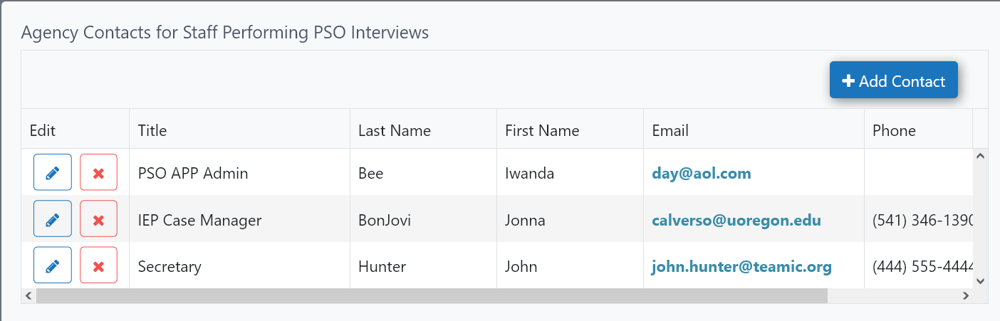 Agency Contacts for Staff Performing PSO Interviews
Add Contact
Edit Title Last Name First Name Email Phone
PSO APP Admin Bee Iwanda day@aol.com
IEP Case Manager BonJovi Jonna calverso@uoregon.edu (541) 346-1390
Secretary Hunter John john.hunter@teamic.org (444) 555-4444